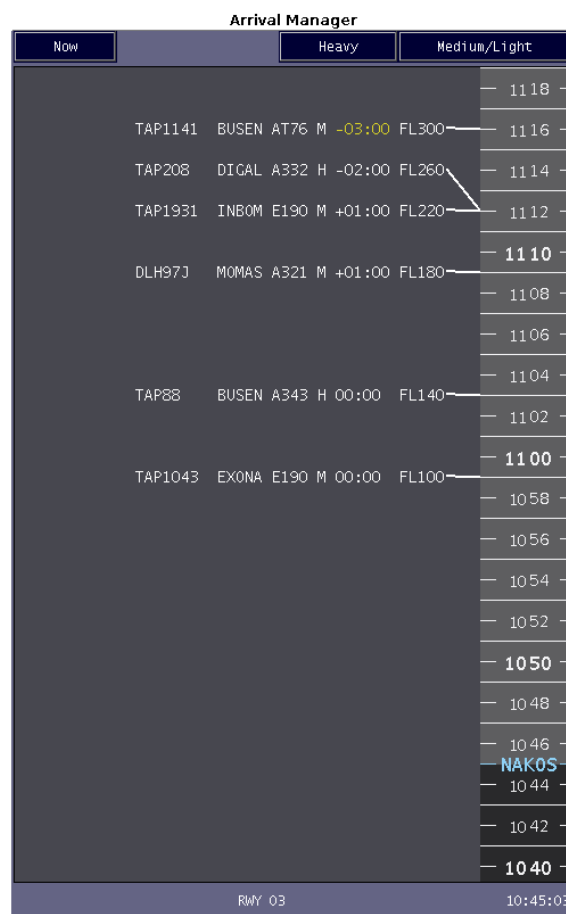 Arrival Manager
Now Heavy Medium/Light
1118
TAP1141 BUSEN AT76 M -03:00 FL300 1116
TAP208 DIGAL A332 H -02:00 FL260 1114
TAP1931 INBOM E190 M +01:00 FL220 1112
1110
DLH97J MOMAS A321 M +01:00 FL180
1108
1106
1104
TAP88 BUSEN A343 H 00:00 FL140
1102
1100
TAP1043 EXONA E190 M 00:00 FL100
1058
1056
1054
1052
1050
1048
1046
NAKOS
1044
1042
1040
RWY 03 10:45:03